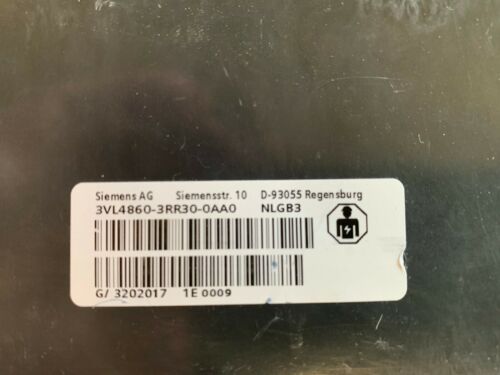 Siemens AG Siemensstr. 10 D-93055 Regensburg
3VL4860-3RR30-0AA0 NLGB3
G/ 3202017 1E 0009